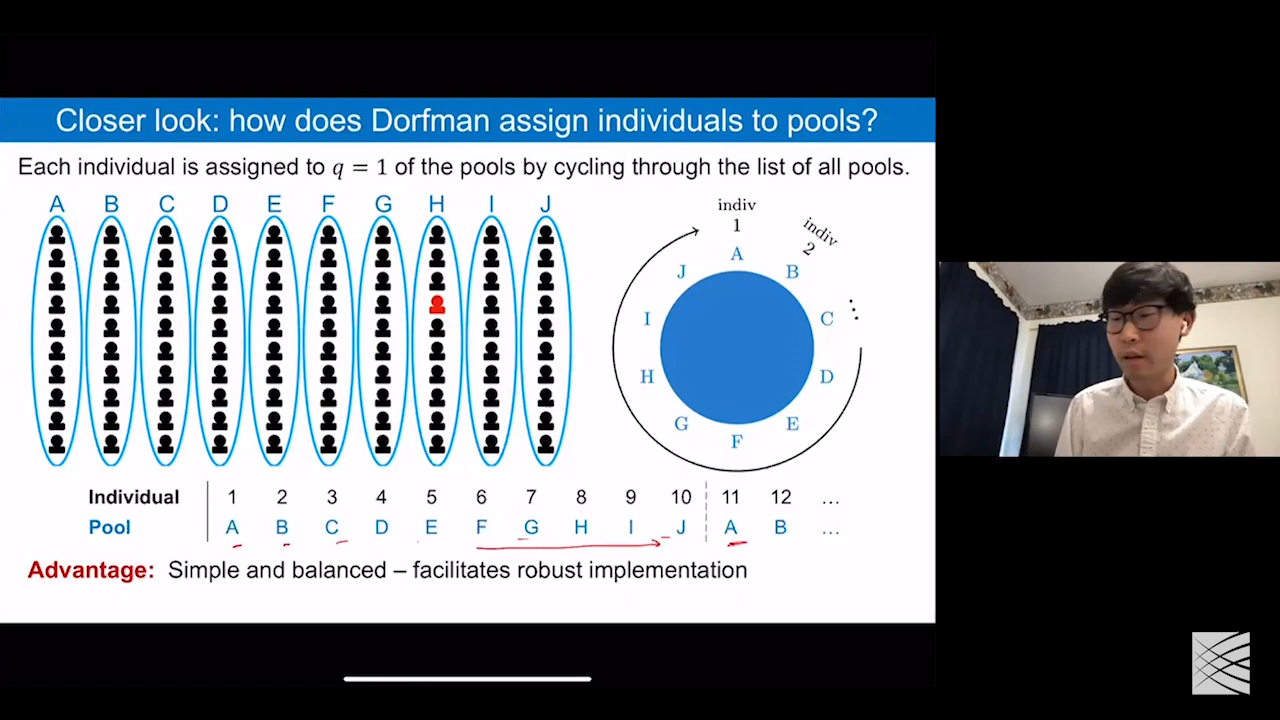 Closer look: how does Dorfman assign individuals to pools?
Each individual is assigned to q = 1 of the pools by cycling through the list of all pools.
A B C D E F G H I J
indiv
1
indiv
2
...
A
B
C
D
E
F
G
H
I
J
Individual 1 2 3 4 5 6 7 8 9 10 11 12 ...
Pool A B C D E F G H I J A B ...
Advantage: Simple and balanced – facilitates robust implementation